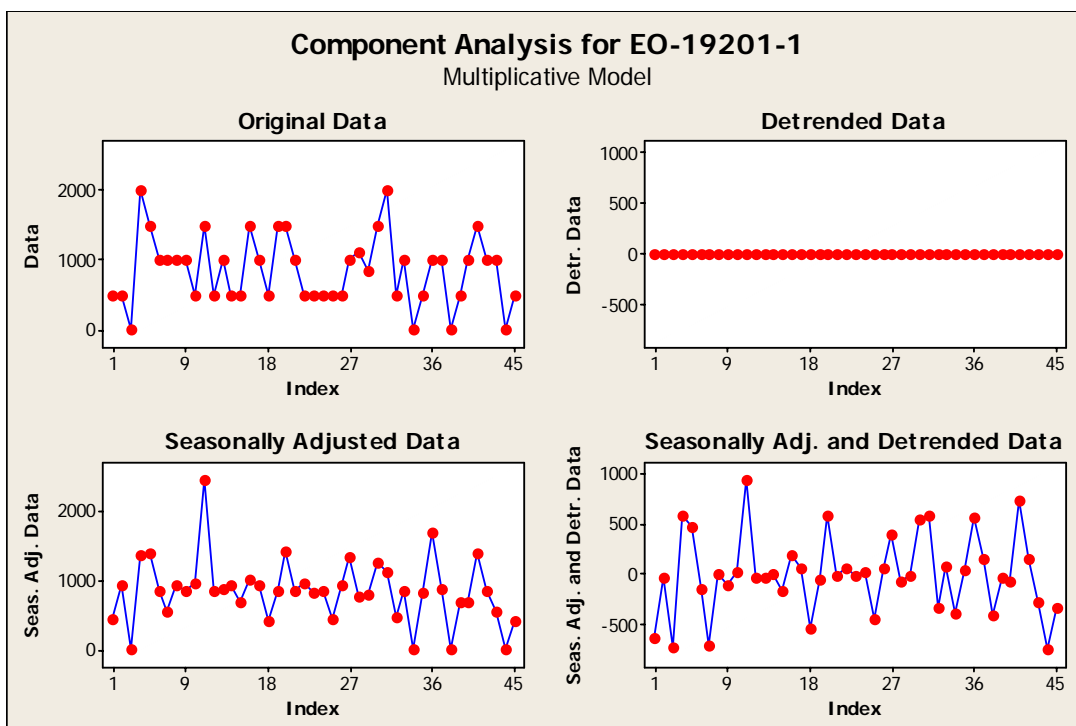 Component Analysis for EO-19201-1
Multiplicative Model
Original Data
2000
1000
0
Data
1 9 18 27 36 45
Index
Detrended Data
1000
500
0
-500
Detr. Data
1 9 18 27 36 45
Index
Seasonally Adjusted Data
2000
1000
0
Seas. Adj. Data
1 9 18 27 36 45
Index
Seasonally Adj. and Detrended Data
1000
500
0
-500
Seas. Adj. and Detr. Data
1 9 18 27 36 45
Index